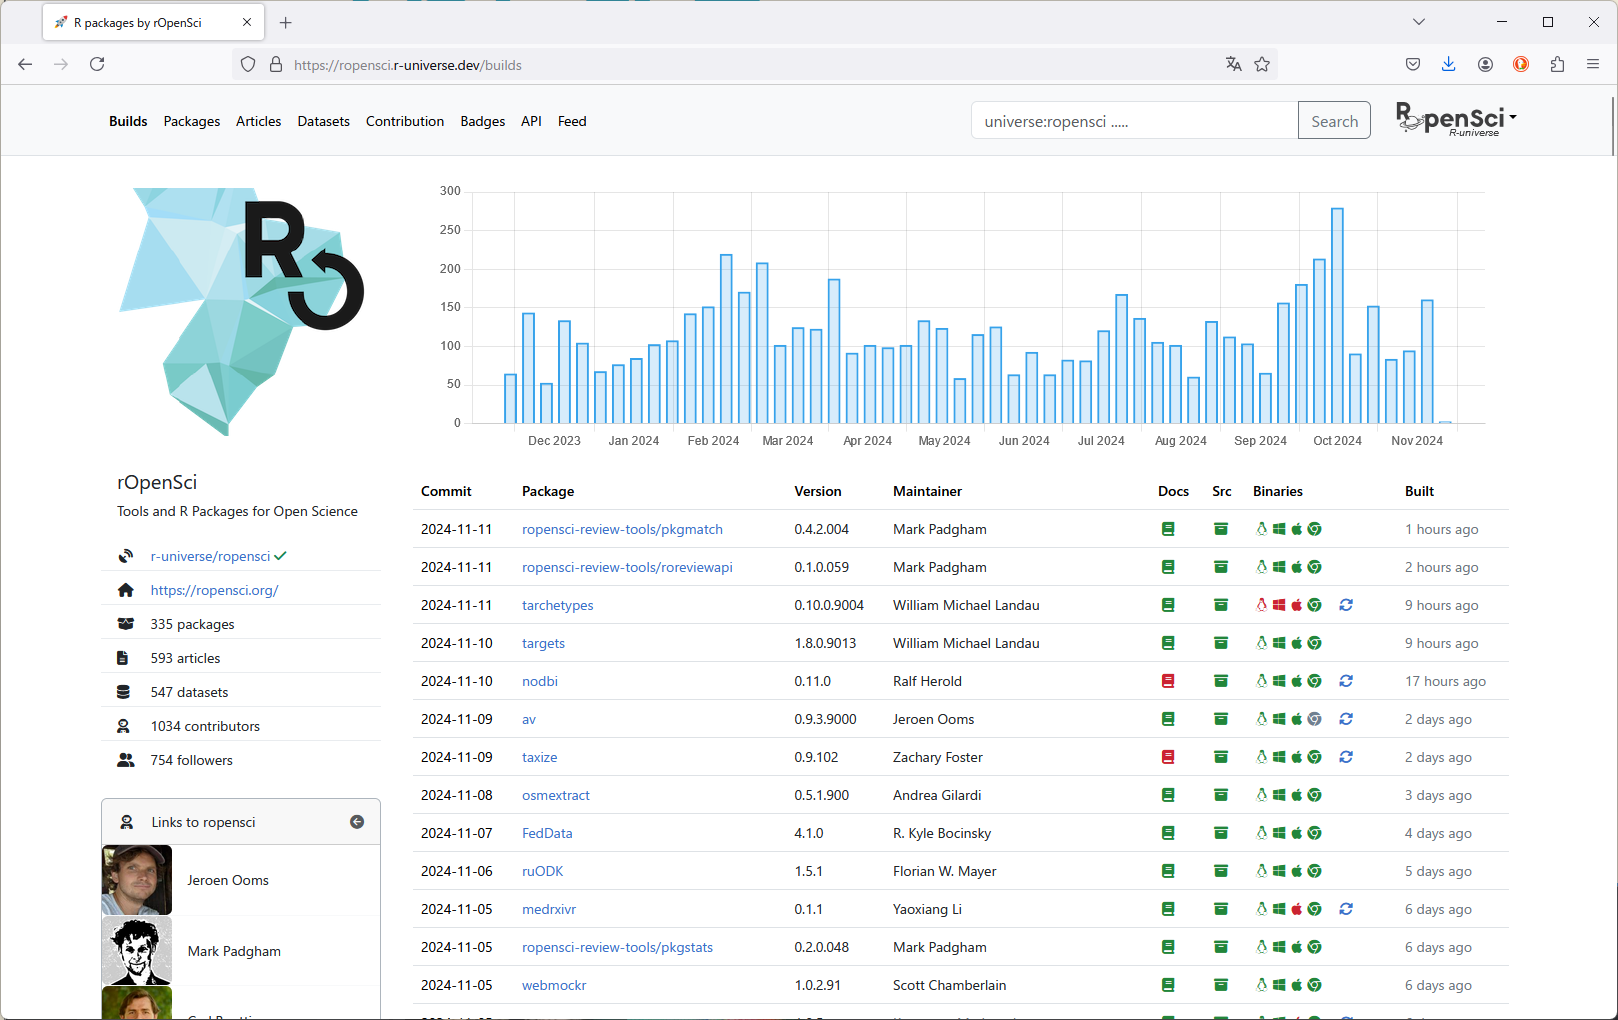 R packages by rOpenSci
https://ropensci.r-universe.dev/builds
Builds Packages Articles Datasets Contribution Badges API Feed
universe:ropensci .....
Search
RopenSci
R-universe
R
300
250
200
150
100
50
0
Dec 2023 Jan 2024 Feb 2024 Mar 2024 Apr 2024 May 2024 Jun 2024 Jul 2024 Aug 2024 Sep 2024 Oct 2024 Nov 2024
rOpenSci
Tools and R Packages for Open Science
r-universe/ropensci
https://ropensci.org/
335 packages
593 articles
547 datasets
1034 contributors
754 followers
Links to ropensci
Jeroen Ooms
Mark Padgham
Commit Package Version Maintainer Docs Src Binaries Built
2024-11-11 ropensci-review-tools/pkgmatch 0.4.2.004 Mark Padgham 1 hours ago
2024-11-11 ropensci-review-tools/roreviewapi 0.1.0.059 Mark Padgham 2 hours ago
2024-11-11 tarchetypes 0.10.0.9004 William Michael Landau 9 hours ago
2024-11-10 targets 1.8.0.9013 William Michael Landau 9 hours ago
2024-11-10 nodbi 0.11.0 Ralf Herold 17 hours ago
2024-11-09 av 0.9.3.9000 Jeroen Ooms 2 days ago
2024-11-09 taxize 0.9.102 Zachary Foster 2 days ago
2024-11-08 osmextract 0.5.1.900 Andrea Gilardi 3 days ago
2024-11-07 FedData 4.1.0 R. Kyle Bocinsky 4 days ago
2024-11-06 ruODK 1.5.1 Florian W. Mayer 5 days ago
2024-11-05 medrxivr 0.1.1 Yaoxiang Li 6 days ago
2024-11-05 ropensci-review-tools/pkgstats 0.2.0.048 Mark Padgham 6 days ago
2024-11-05 webmockr 1.0.2.91 Scott Chamberlain 6 days ago